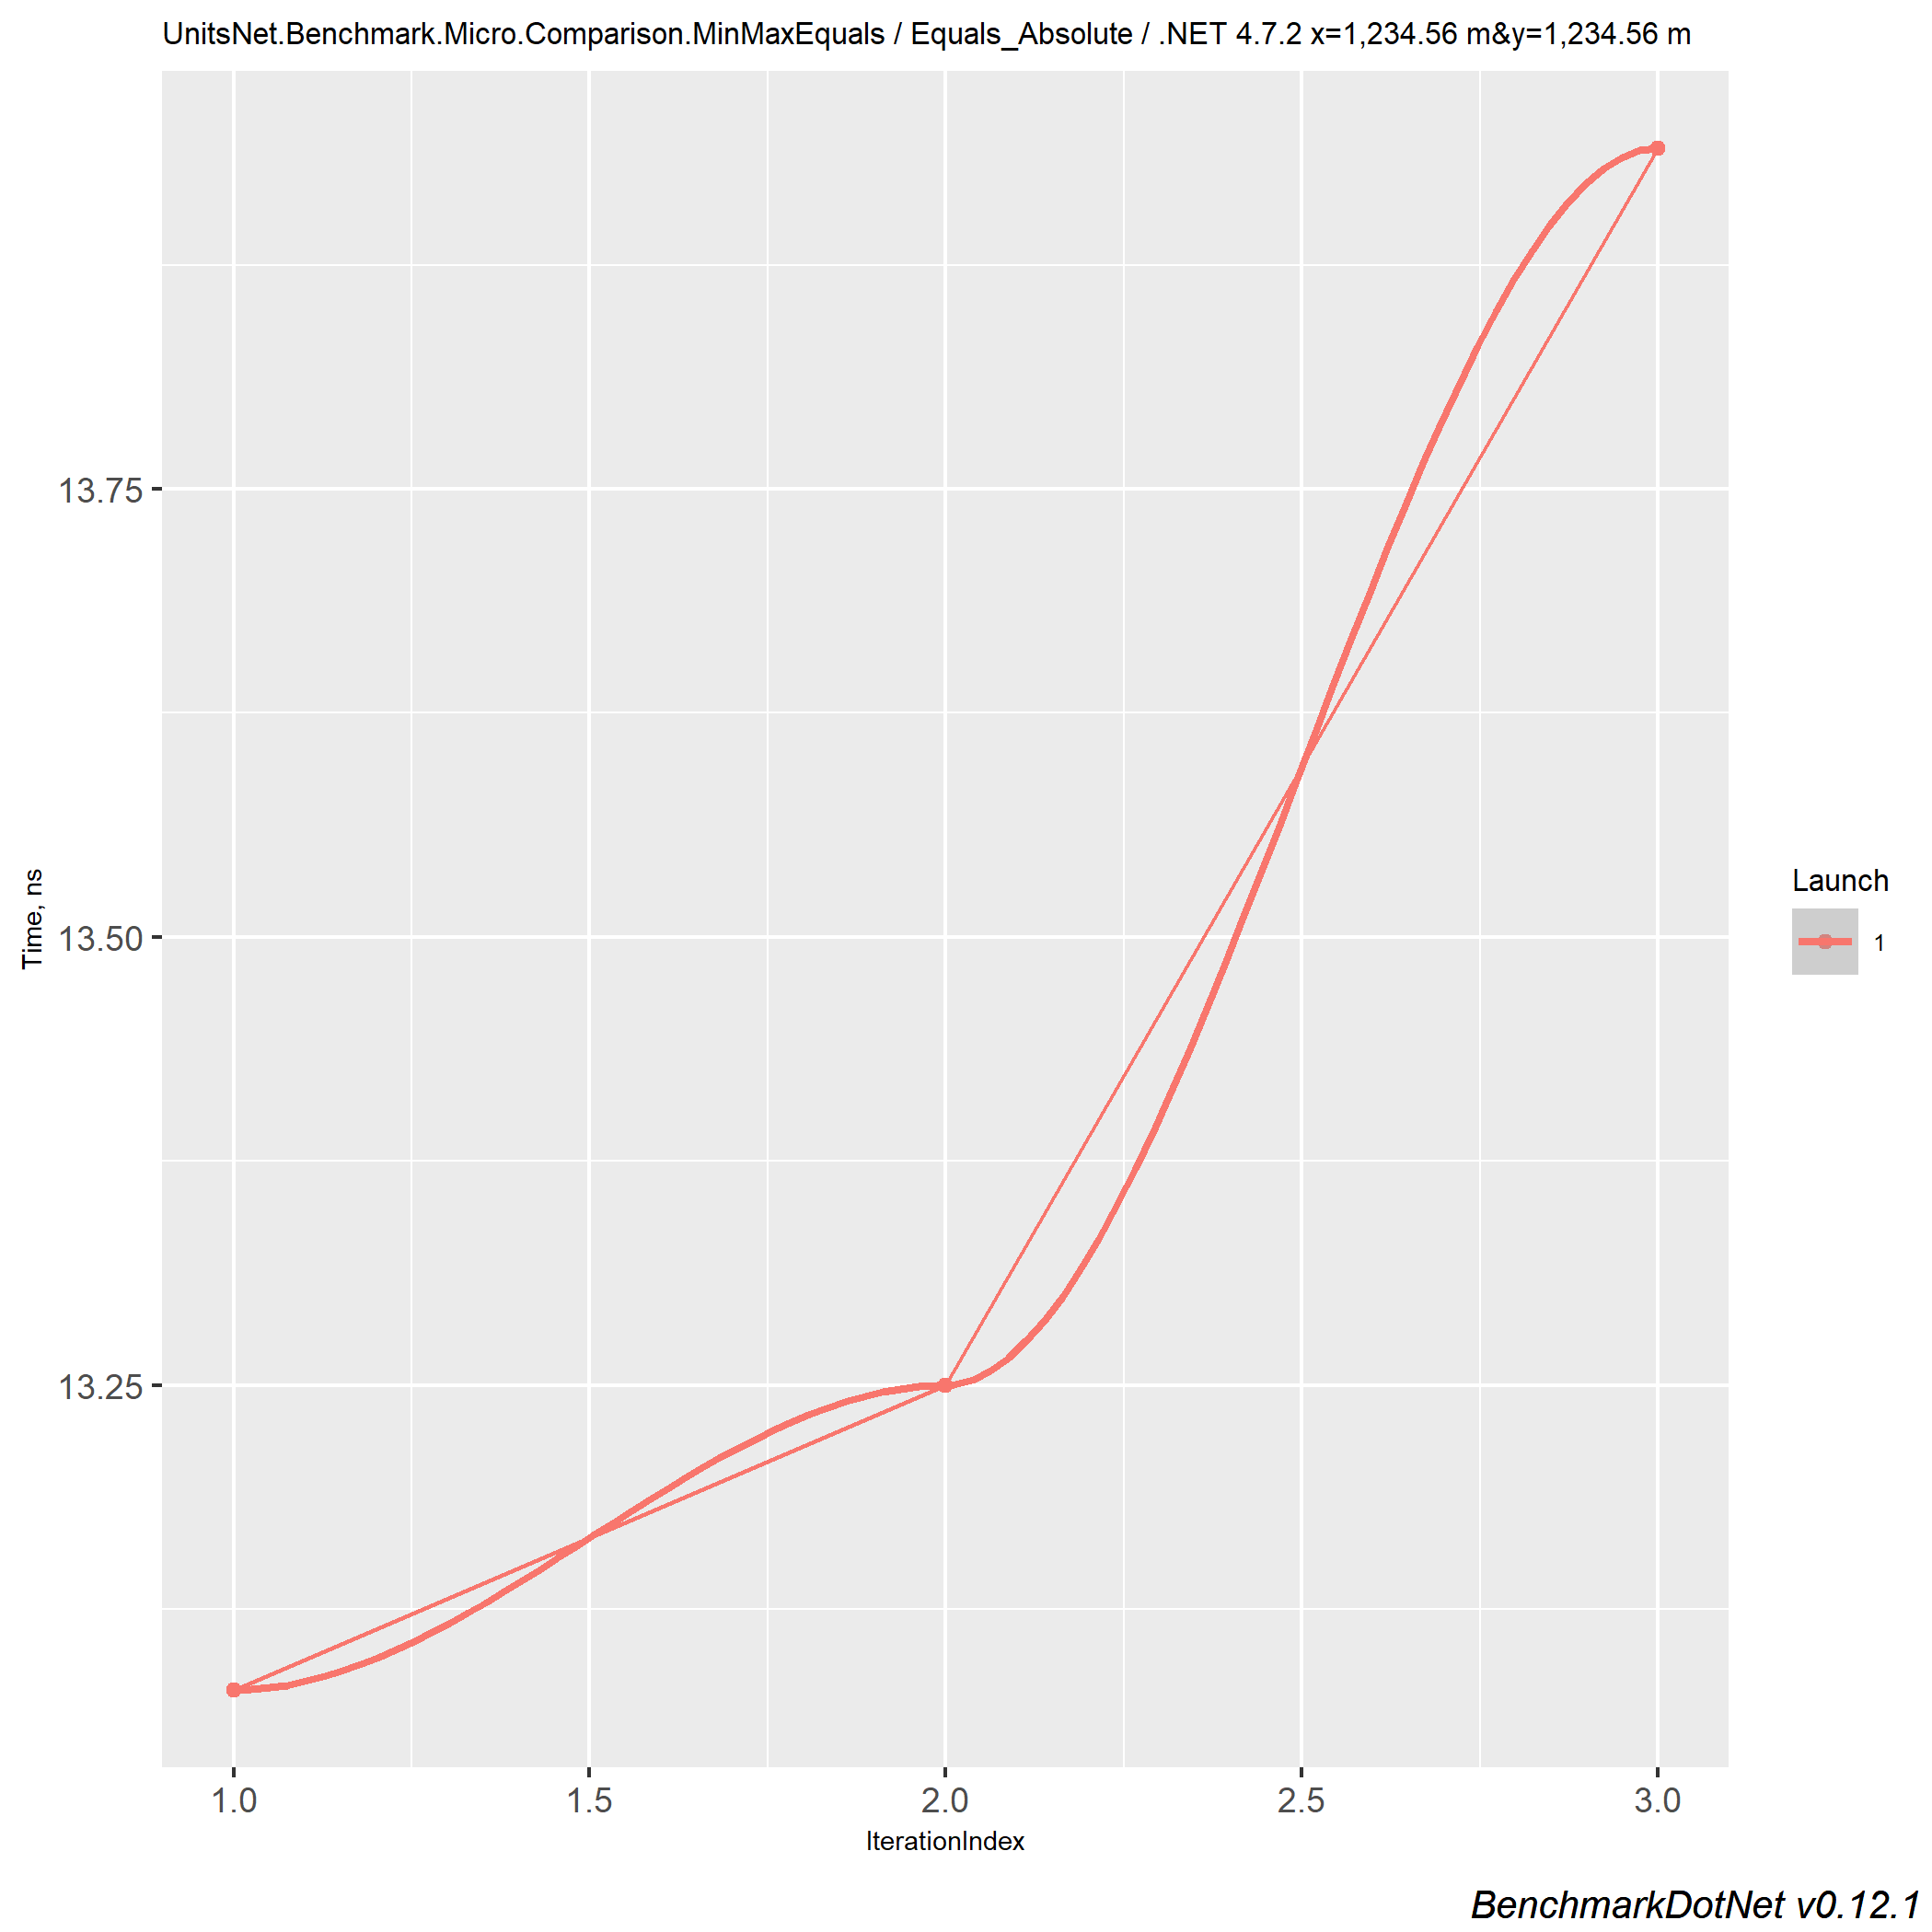 UnitsNet.Benchmark.Micro.Comparison.MinMaxEquals / Equals_Absolute / .NET 4.7.2 x=1,234.56 m&y=1,234.56 m
13.75
13.50
13.25
Time, ns
1.0 1.5 2.0 2.5 3.0
IterationIndex
Launch
1
BenchmarkDotNet v0.12.1